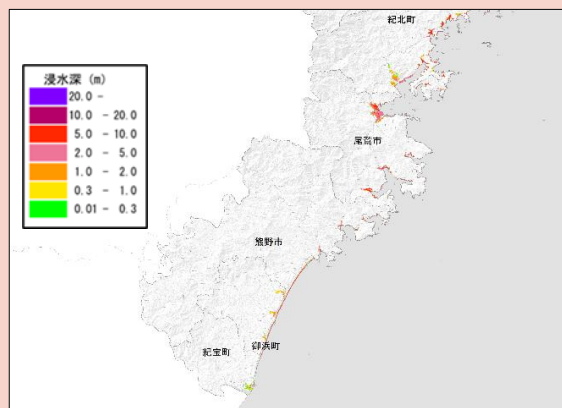 紀北町
浸水深 (m)
20.0 -
10.0 - 20.0
5.0 - 10.0
2.0 - 5.0
1.0 - 2.0
0.3 - 1.0
0.01 - 0.3
尾鷲市
熊野市
御浜町
紀宝町